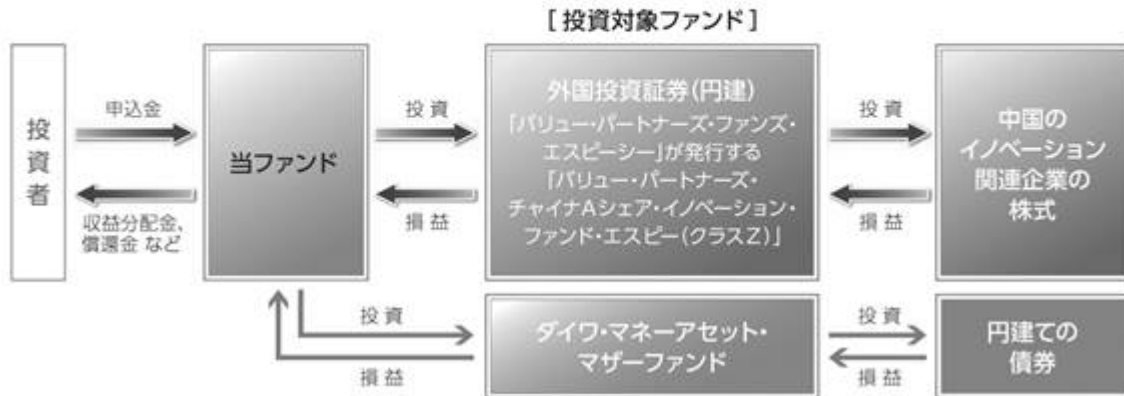 [投資対象ファンド]
投資者
申込金
収益分配金、
償還金 など
当ファンド
投資
損益
外国投資証券(円建)
「バリュー・パートナーズ・ファンズ・
エスピーシー」が発行する
「バリュー・パートナーズ・
チャイナAシェア・イノベーション・
ファンド・エスピー(クラスZ)」
投資
損益
中国の
イノベーション
関連企業の
株式
投資
損益
ダイワ・マネーアセット・
マザーファンド
投資
損益
円建ての
債券